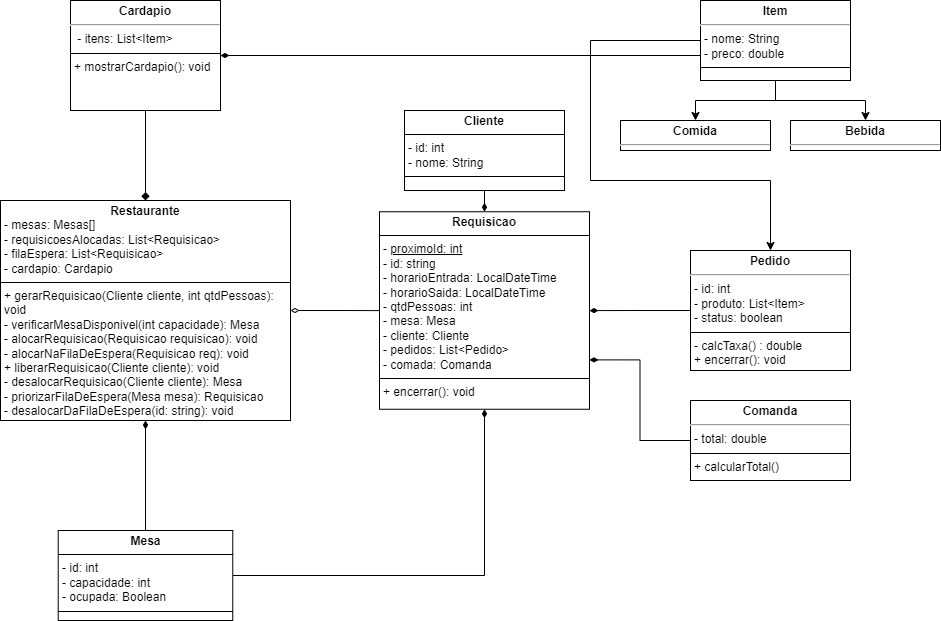 Cardapio
- itens: List<Item>
+ mostrarCardapio(): void
Item
- nome: String
- preco: double
Comida
Bebida
Cliente
- id: int
- nome: String
Restaurante
- mesas: Mesas[]
- requisicoesAlocadas: List<Requisicao>
- filaEspera: List<Requisicao>
- cardapio: Cardapio
+ gerarRequisicao(Cliente cliente, int qtdPessoas):
void
- verificarMesaDisponivel(int capacidade): Mesa
- alocarRequisicao(Requisicao requisicao): void
- alocarNaFilaDeEspera(Requisicao req): void
+ liberarRequisicao(Cliente cliente): void
- desalocarRequisicao(Cliente cliente): Mesa
- priorizarFilaDeEspera(Mesa mesa): Requisicao
- desalocarDaFilaDeEspera(id: string): void
Requisicao
- proximoId: int
- id: string
- horarioEntrada: LocalDateTime
- horarioSaida: LocalDateTime
- qtdPessoas: int
- mesa: Mesa
- cliente: Cliente
- pedidos: List<Pedido>
- comada: Comanda
+ encerrar(): void
Pedido
- id: int
- produto: List<Item>
- status: boolean
- calcTaxa() : double
+ encerrar(): void
Comanda
- total: double
+ calcularTotal()
Mesa
- id: int
- capacidade: int
- ocupada: Boolean